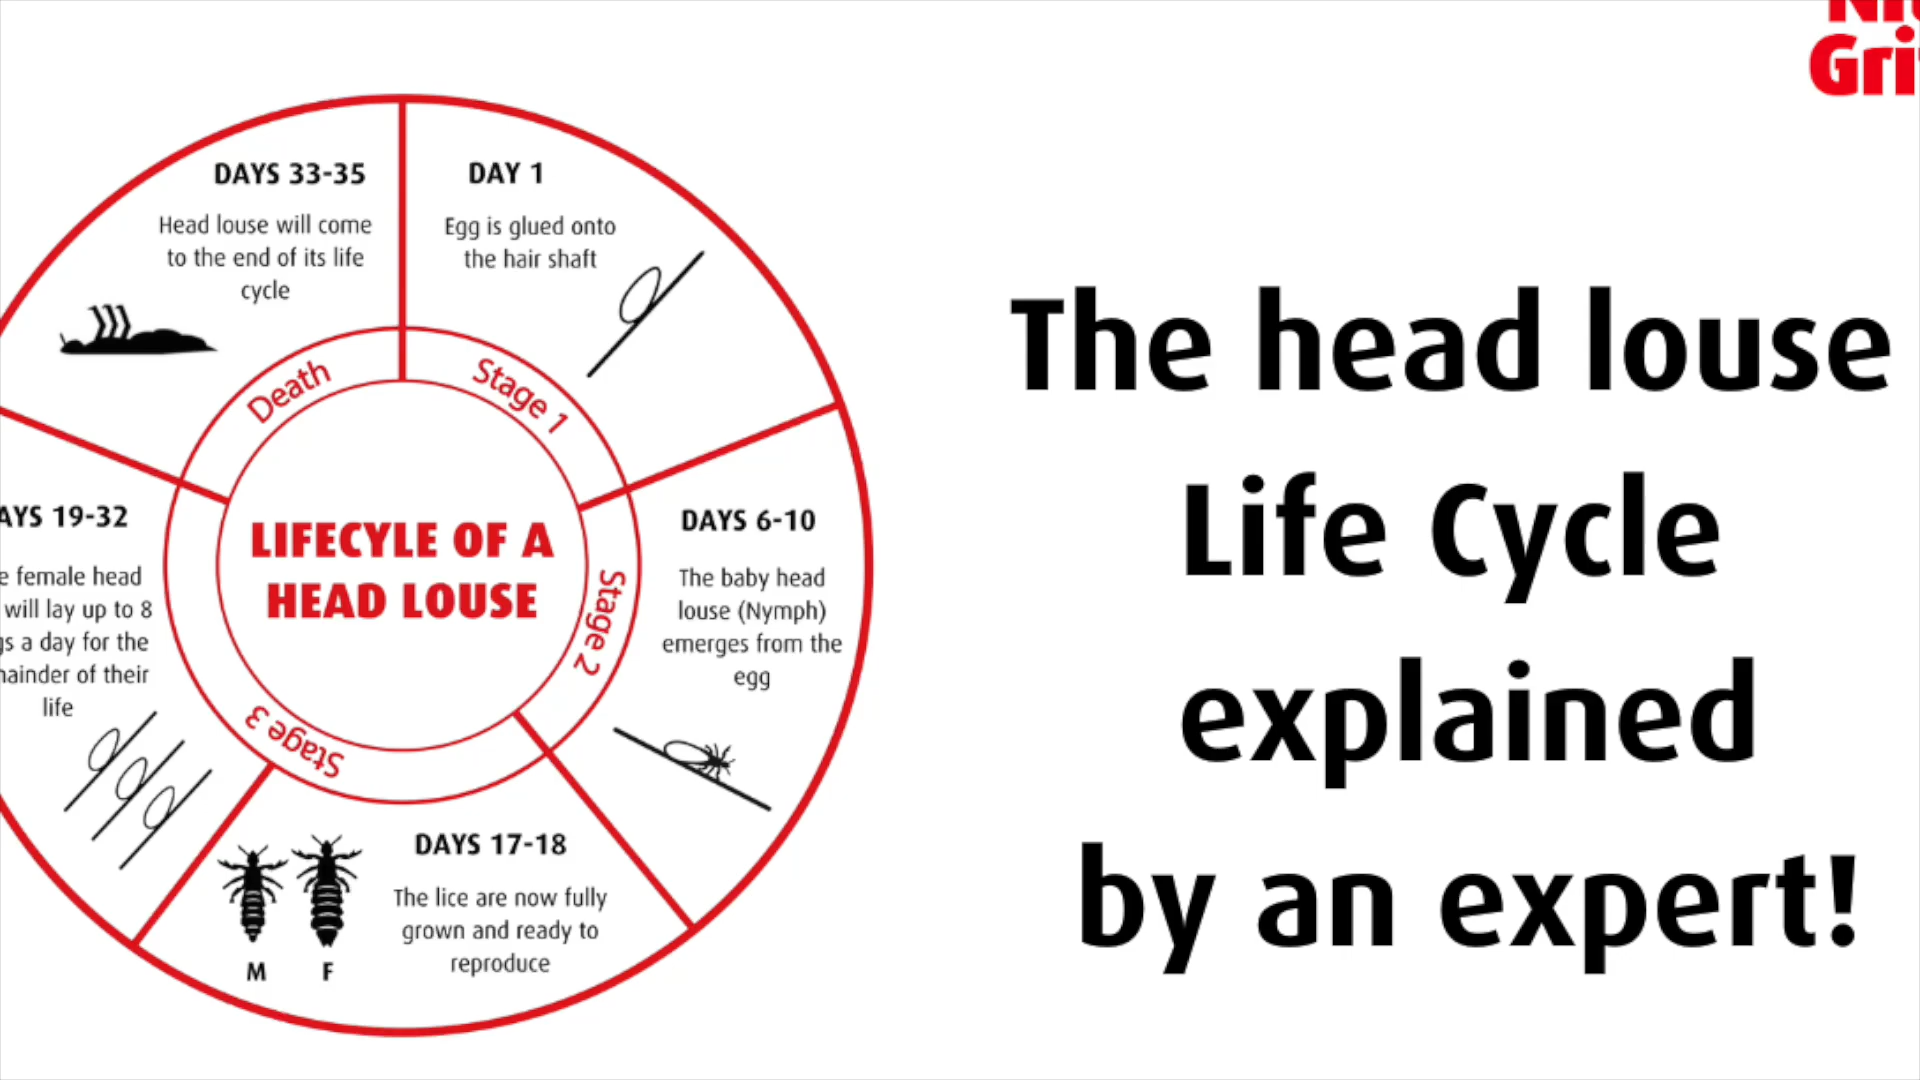 DAYS 33-35
Head louse will come
to the end of its life
cycle
DAY 1
Egg is glued onto
the hair shaft
Death
Stage 1
LIFECYLE OF A
HEAD LOUSE
DAYS 6-10
The baby head
louse (Nymph)
emerges from the
egg
Stage 2
19-32
female head
will lay up to 8
a day for the
of their
life
Stage 3
DAYS 17-18
The lice are now fully
grown and ready to
reproduce
M F
The head louse
Life Cycle
explained
by an expert!